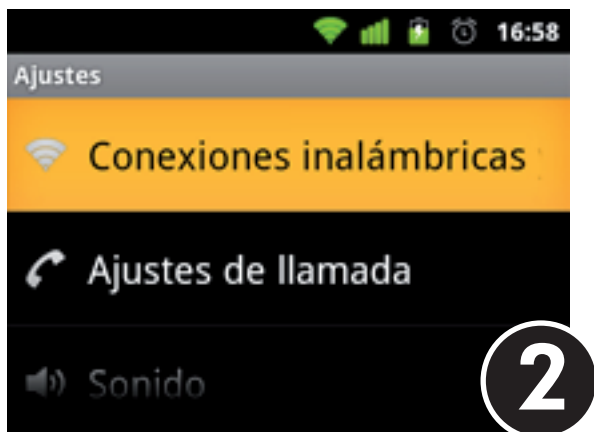 16:58
Ajustes
Conexiones inalámbricas
Ajustes de llamada
Sonido
2